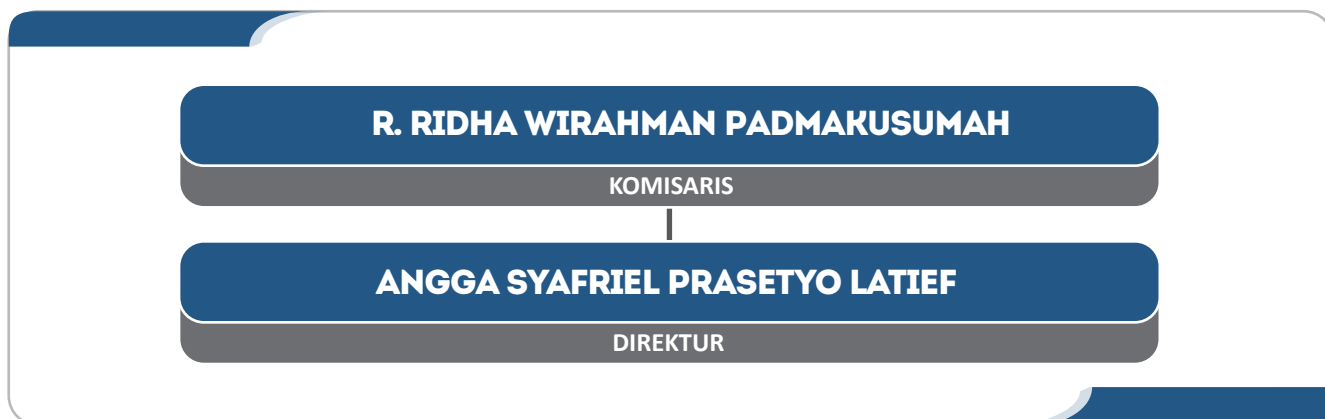 R. RIDHA WIRAHMAN PADMAKUSUMAH
KOMISARIS
ANGGA SYAFRIEL PRASETYO LATIEF
DIREKTUR